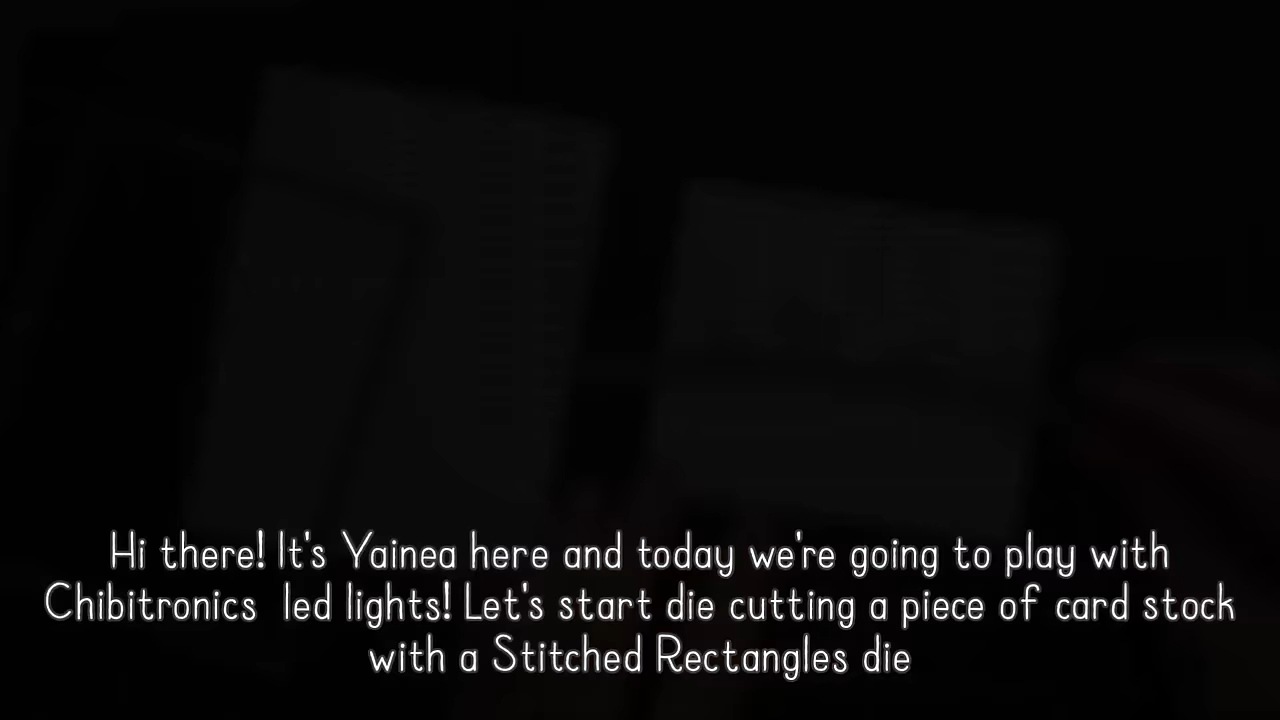 Hi there! It's Yainea here and today we're going to play with
Chibitronics  led lights! Let's start die cutting a piece of card stock
with a Stitched Rectangles die